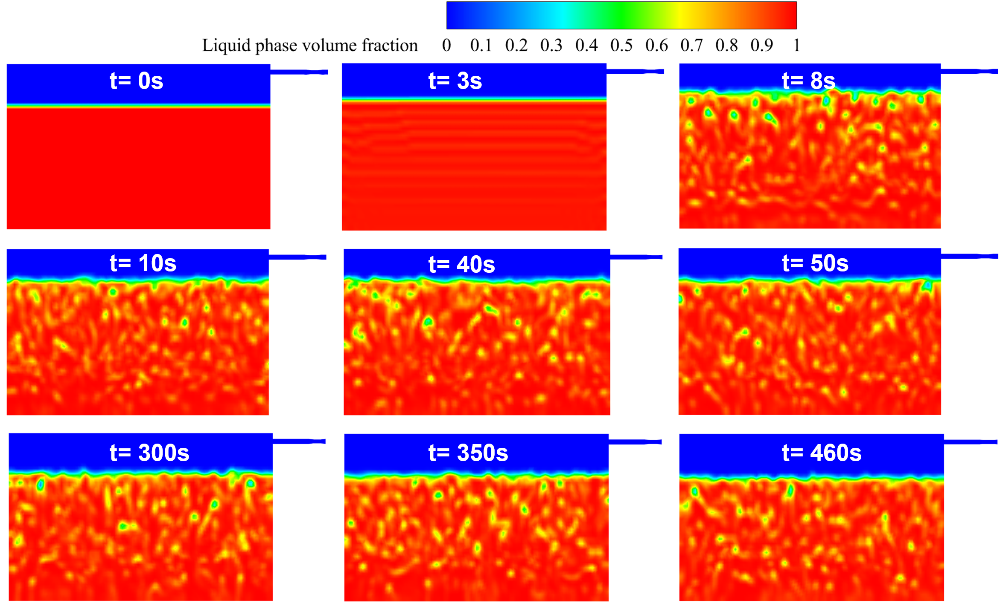 Liquid phase volume fraction 0 0.1 0.2 0.3 0.4 0.5 0.6 0.7 0.8 0.9 1
t= 0s
t= 3s
t= 8s
t= 10s
t= 40s
t= 50s
t= 300s
t= 350s
t= 460s